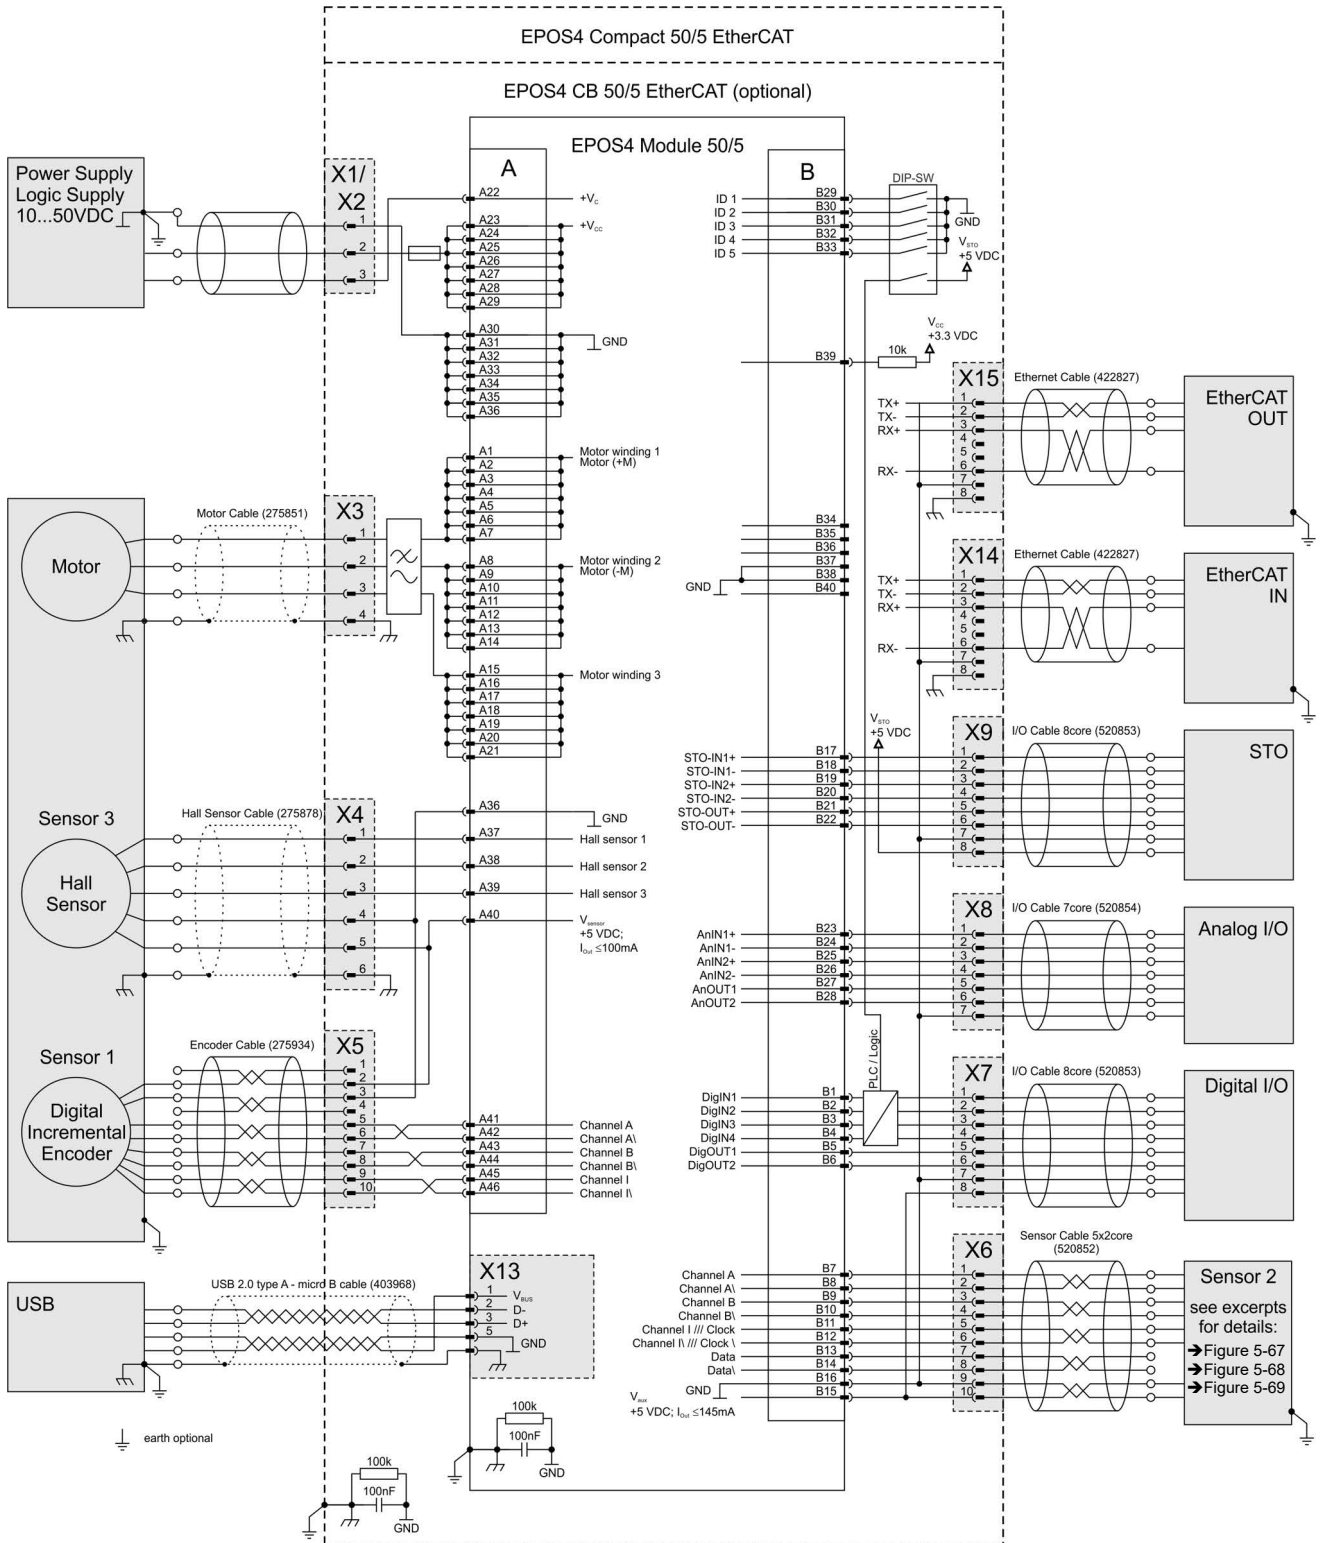 EPOS4 Compact 50/5 EtherCAT
EPOS4 CB 50/5 EtherCAT (optional)
EPOS4 Module 50/5
Power Supply
Logic Supply
10...50VDC
X1/
X2
1
2
3
A
A22
+Vc
A23
+Vcc
A24
A25
A26
A27
A28
A29
A30
GND
A31
A32
A33
A34
A35
A36
A1
Motor winding 1
Motor (+M)
A2
A3
A4
A5
A6
A7
A8
Motor winding 2
Motor (-M)
A9
A10
A11
A12
A13
A14
A15
Motor winding 3
A16
A17
A18
A19
A20
A21
Motor
Motor Cable (275851)
X3
1
2
3
4
Sensor 3
Hall
Sensor
Hall Sensor Cable (275878)
X4
1
2
3
4
5
6
A36
GND
A37
Hall sensor 1
A38
Hall sensor 2
A39
Hall sensor 3
A40
Vsensor
+5 VDC;
IOut ≤100mA
Sensor 1
Digital
Incremental
Encoder
Encoder Cable (275934)
X5
1
2
3
4
5
6
7
8
9
10
A41
Channel A
A42
Channel A\
A43
Channel B
A44
Channel B\
A45
Channel I
A46
Channel I\
USB
USB 2.0 type A - micro B cable (403968)
X13
1
VBUS
2
D-
3
D+
5
GND
earth optional
100k
100nF
GND
100k
100nF
GND
B
ID 1
B29
ID 2
B30
ID 3
B31
ID 4
B32
ID 5
B33
DIP-SW
GND
VSTO
+5 VDC
B39
10k
Vcc
+3.3 VDC
X15
Ethernet Cable (422827)
EtherCAT
OUT
TX+
TX-
RX+
RX-
1
2
3
4
5
6
7
8
B34
B35
B36
B37
B38
B40
GND
X14
Ethernet Cable (422827)
EtherCAT
IN
TX+
TX-
RX+
RX-
1
2
3
4
5
6
7
8
VSTO
+5 VDC
X9
I/O Cable 8core (520853)
STO
STO-IN1+
B17
1
STO-IN1-
B18
2
STO-IN2+
B19
3
STO-IN2-
B20
4
STO-OUT+
B21
5
STO-OUT-
B22
6
7
8
X8
I/O Cable 7core (520854)
Analog I/O
AnIN1+
B23
1
AnIN1-
B24
2
AnIN2+
B25
3
AnIN2-
B26
4
AnOUT1
B27
5
AnOUT2
B28
6
7
PLC / Logic
X7
I/O Cable 8core (520853)
Digital I/O
DigIN1
B1
1
DigIN2
B2
2
DigIN3
B3
3
DigIN4
B4
4
DigOUT1
B5
5
DigOUT2
B6
6
7
8
X6
Sensor Cable 5x2core
(520852)
Sensor 2
see excerpts
for details:
➔Figure 5-67
➔Figure 5-68
➔Figure 5-69
Channel A
B7
1
Channel A\
B8
2
Channel B
B9
3
Channel B\
B10
4
Channel I /// Clock
B11
5
Channel I\ /// Clock \
B12
6
Data
B13
7
Data\
B14
8
GND
B16
9
Vaux
B15
10
+5 VDC; IOut ≤145mA